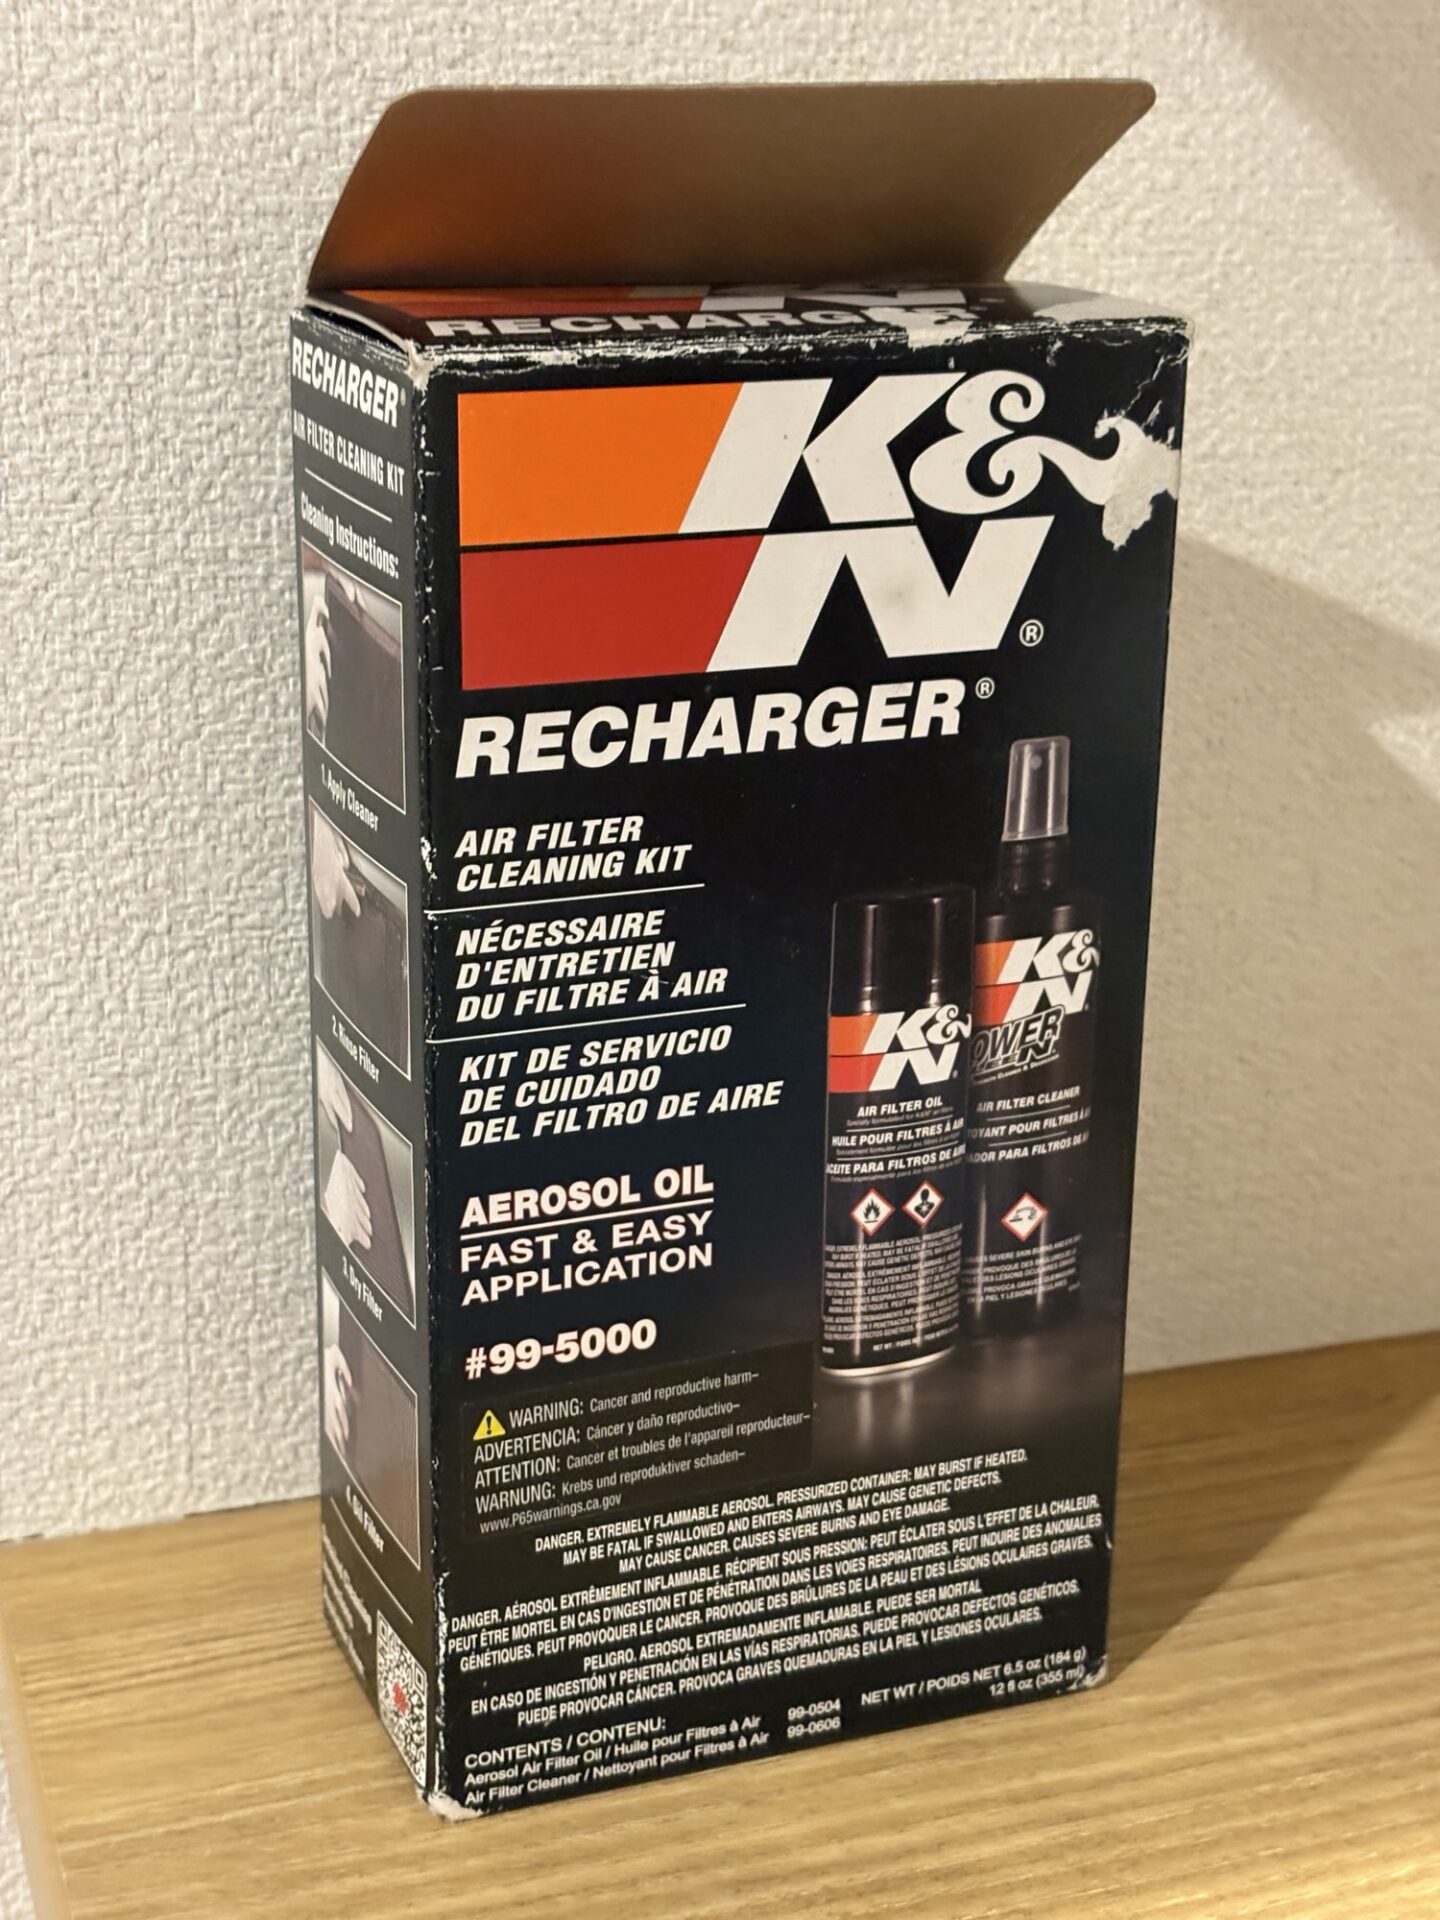 RECHARGER
K&N®
RECHARGER®
AIR FILTER
CLEANING KIT
NÉCESSAIRE
D'ENTRETIEN
DU FILTRE À AIR
KIT DE SERVICIO
DE CUIDADO
DEL FILTRO DE AIRE
AEROSOL OIL
FAST & EASY
APPLICATION
#99-5000
WARNING: Cancer and reproductive harm–
ADVERTENCIA: Cáncer y daño reproductivo–
ATTENTION: Cancer et troubles de l'appareil reproducteur–
WARNUNG: Krebs und reproduktiver schaden–
www.P65warnings.ca.gov
DANGER. EXTREMELY FLAMMABLE AEROSOL. PRESSURIZED CONTAINER: MAY BURST IF HEATED.
MAY BE FATAL IF SWALLOWED AND ENTERS AIRWAYS. MAY CAUSE GENETIC DEFECTS.
MAY CAUSE CANCER. CAUSES SEVERE BURNS AND EYE DAMAGE.
DANGER. AÉROSOL EXTRÊMEMENT INFLAMMABLE. RÉCIPIENT SOUS PRESSION: PEUT ÉCLATER SOUS L'EFFET DE LA CHALEUR.
PEUT ÊTRE MORTEL EN CAS D'INGESTION ET DE PÉNÉTRATION DANS LES VOIES RESPIRATOIRES. PEUT INDUIRE DES ANOMALIES
GÉNÉTIQUES. PEUT PROVOQUER LE CANCER. PROVOQUE DES BRÛLURES DE LA PEAU ET DES LÉSIONS OCULAIRES GRAVES.
PELIGRO. AEROSOL EXTREMADAMENTE INFLAMABLE. PUEDE SER MORTAL
EN CASO DE INGESTIÓN Y PENETRACIÓN EN LAS VÍAS RESPIRATORIAS. PUEDE PROVOCAR DEFECTOS GENÉTICOS.
PUEDE PROVOCAR CÁNCER. PROVOCA GRAVES QUEMADURAS EN LA PIEL Y LESIONES OCULARES.
CONTENTS / CONTENU:
Aerosol Air Filter Oil / Huile pour Filtres à Air 99-0504 NET WT / POIDS NET 6.5 oz (184 g)
Air Filter Cleaner / Nettoyant pour Filtres à Air 99-0606 12 fl oz (355 ml)
K&N
AIR FILTER OIL
HUILE POUR FILTRES À AIR
ACEITE PARA FILTROS DE AIRE
K&N
AIR FILTER CLEANER
RECHARGER®
AIR FILTER CLEANING KIT
Cleaning Instructions:
1. Apply Cleaner
2. Rinse Filter
3. Dry Filter
4. Oil Filter